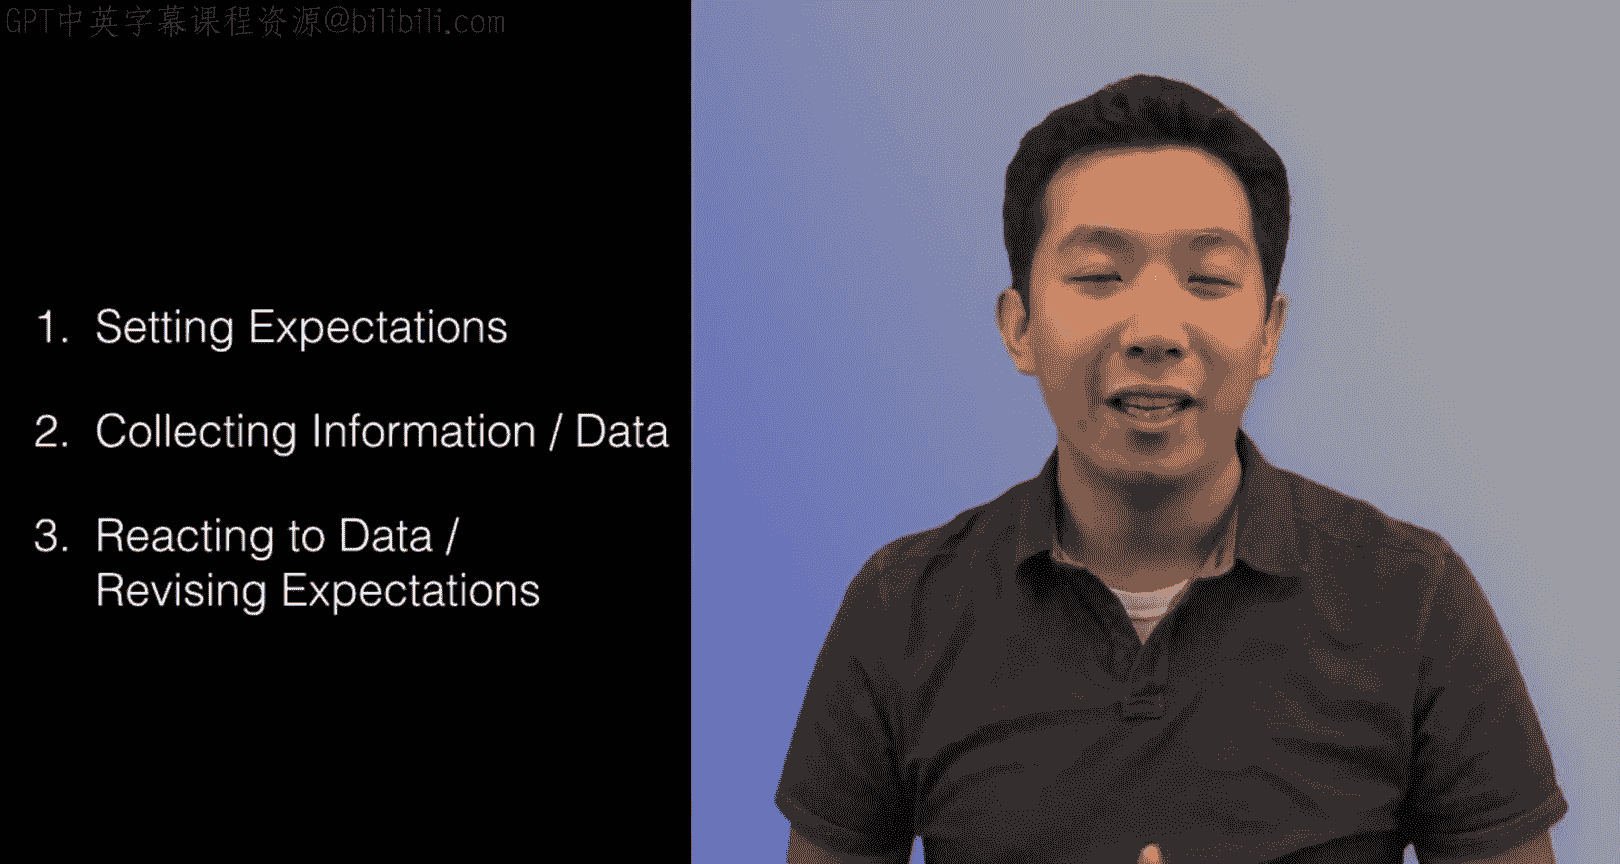 GPT中英字幕课程资源@bilibili.com
1. Setting Expectations
2. Collecting Information / Data
3. Reacting to Data /
Revising Expectations